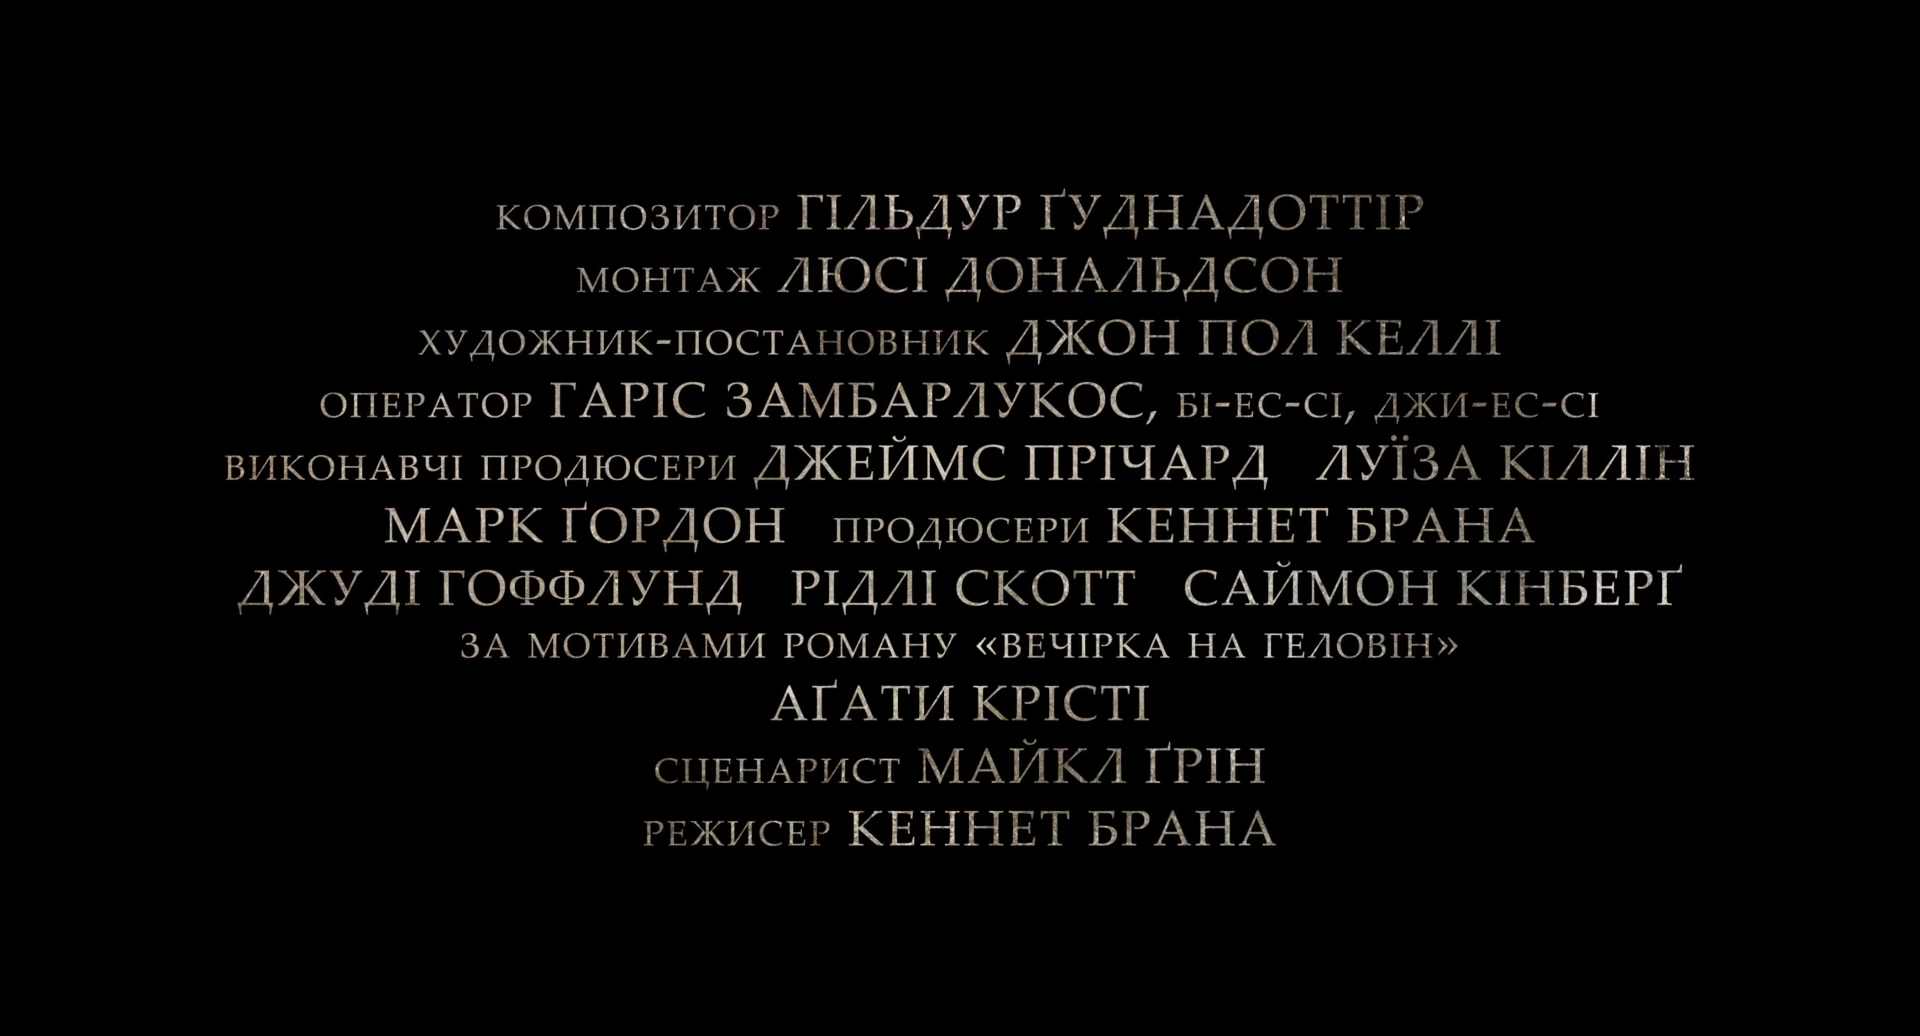 КОМПОЗИТОР ГІЛЬДУР ҐУДНАДОТТІР
МОНТАЖ ЛЮСІ ДОНАЛЬДСОН
ХУДОЖНИК-ПОСТАНОВНИК ДЖОН ПОЛ КЕЛЛІ
ОПЕРАТОР ГАРІС ЗАМБАРЛУКОС, БІ-ЕС-СІ, ДЖИ-ЕС-СІ
ВИКОНАВЧІ ПРОДЮСЕРИ ДЖЕЙМС ПРІЧАРД ЛУЇЗА КІЛЛІН
МАРК ҐОРДОН ПРОДЮСЕРИ КЕННЕТ БРАНА
ДЖУДІ ГОФФЛУНД РІДЛІ СКОТТ САЙМОН КІНБЕРҐ
ЗА МОТИВАМИ РОМАНУ «ВЕЧІРКА НА ГЕЛОВІН»
АҐАТИ КРІСТІ
СЦЕНАРИСТ МАЙКЛ ҐРІН
РЕЖИСЕР КЕННЕТ БРАНА